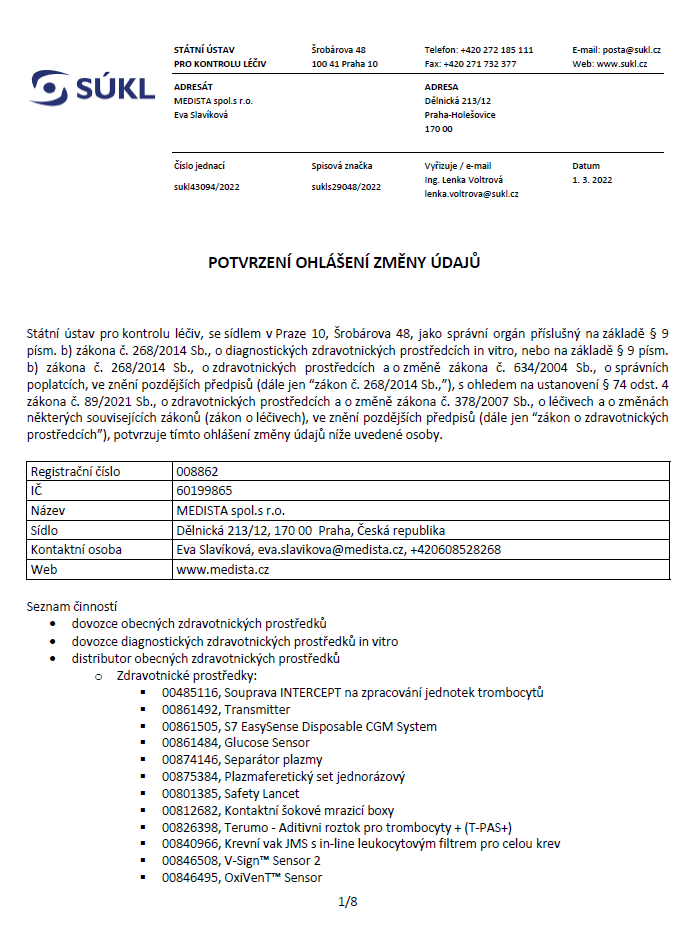 SÚKL
STÁTNÍ ÚSTAV
PRO KONTROLU LÉČIV
Šrobárova 48
100 41 Praha 10
Telefon: +420 272 185 111
Fax: +420 271 732 377
E-mail: posta@sukl.cz
Web: www.sukl.cz
ADRESÁT
MEDISTA spol.s r.o.
Eva Slavíková
ADRESA
Dělnická 213/12
Praha-Holešovice
170 00
Číslo jednací
sukl43094/2022
Spisová značka
sukls29048/2022
Vyřizuje / e-mail
Ing. Lenka Voltrová
lenka.voltrova@sukl.cz
Datum
1. 3. 2022
POTVRZENÍ OHLÁŠENÍ ZMĚNY ÚDAJŮ
Státní ústav pro kontrolu léčiv, se sídlem v Praze 10, Šrobárova 48, jako správní orgán příslušný na základě § 9
písm. b) zákona č. 268/2014 Sb., o diagnostických zdravotnických prostředcích in vitro, nebo na základě § 9 písm.
b) zákona č. 268/2014 Sb., o zdravotnických prostředcích a o změně zákona č. 634/2004 Sb., o správních
poplatcích, ve znění pozdějších předpisů (dále jen “zákon č. 268/2014 Sb.,”), s ohledem na ustanovení § 74 odst. 4
zákona č. 89/2021 Sb., o zdravotnických prostředcích a o změně zákona č. 378/2007 Sb., o léčivech a o změnách
některých souvisejících zákonů (zákon o léčivech), ve znění pozdějších předpisů (dále jen “zákon o zdravotnických
prostředcích”), potvrzuje tímto ohlášení změny údajů níže uvedené osoby.
Registrační číslo 008862
IČ 60199865
Název MEDISTA spol.s r.o.
Sídlo Dělnická 213/12, 170 00 Praha, Česká republika
Kontaktní osoba Eva Slavíková, eva.slavikova@medista.cz, +420608528268
Web www.medista.cz
Seznam činností
• dovozce obecných zdravotnických prostředků
• dovozce diagnostických zdravotnických prostředků in vitro
• distributor obecných zdravotnických prostředků
o Zdravotnické prostředky:
▪ 00485116, Souprava INTERCEPT na zpracování jednotek trombocytů
▪ 00861492, Transmitter
▪ 00861505, S7 EasySense Disposable CGM System
▪ 00861484, Glucose Sensor
▪ 00874146, Separátor plazmy
▪ 00875384, Plazmaferetický set jednorázový
▪ 00801385, Safety Lancet
▪ 00812682, Kontaktní šokové mrazicí boxy
▪ 00826398, Terumo - Aditivni roztok pro trombocyty + (T-PAS+)
▪ 00840966, Krevní vak JMS s in-line leukocytovým filtrem pro celou krev
▪ 00846508, V-Sign™ Sensor 2
▪ 00846495, OxiVenT™ Sensor
1/8